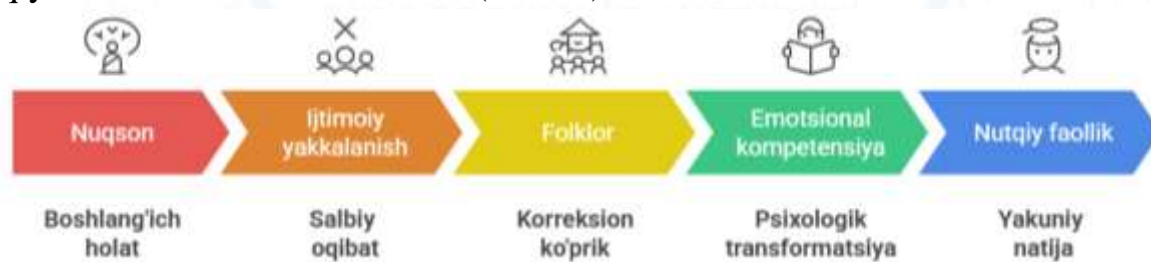 Nuqson
Ijtimoiy
yakkalanish
Folklor
Emotsional
kompetensiya
Nutqiy faollik
Boshlang'ich
holat
Salbiy
oqibat
Korreksion
ko'prik
Psixologik
transformatsiya
Yakuniy
natija